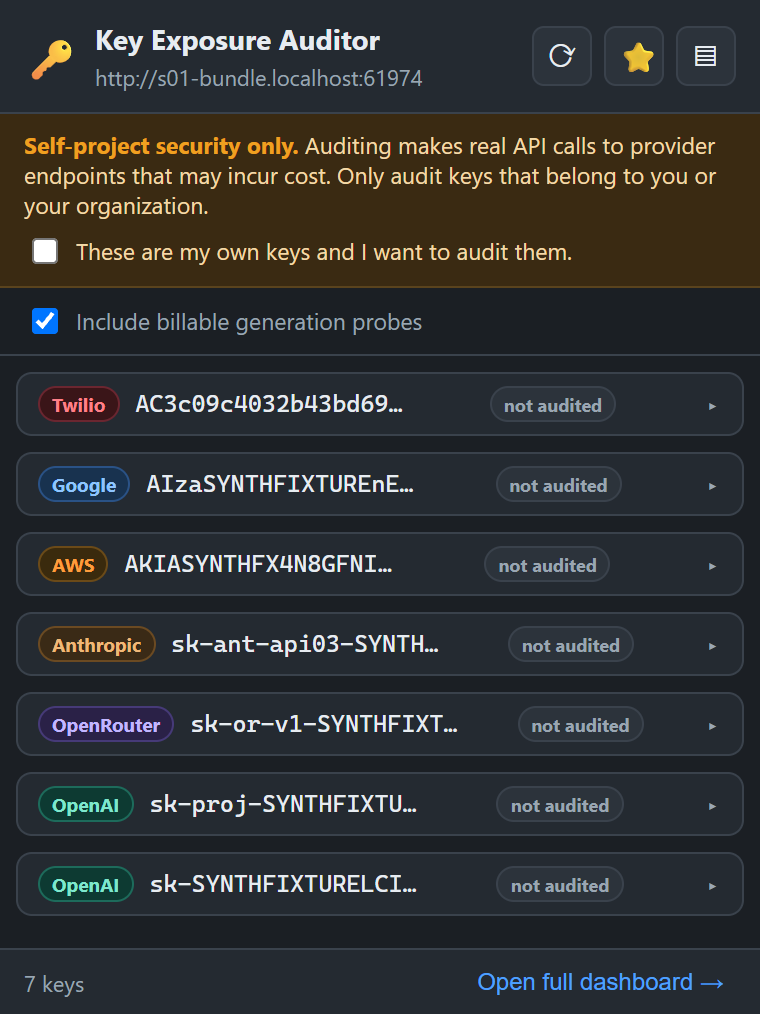 Key Exposure Auditor
http://s01-bundle.localhost:61974
Self-project security only. Auditing makes real API calls to provider
endpoints that may incur cost. Only audit keys that belong to you or
your organization.
These are my own keys and I want to audit them.
Include billable generation probes
Twilio AC3c09c4032b43bd69… not audited
Google AIzaSYNTHFIXTUREnE… not audited
AWS AKIASYNTHFX4N8GFNI… not audited
Anthropic sk-ant-api03-SYNTH… not audited
OpenRouter sk-or-v1-SYNTHFIXT… not audited
OpenAI sk-proj-SYNTHFIXTU… not audited
OpenAI sk-SYNTHFIXTURELCI… not audited
7 keys Open full dashboard →